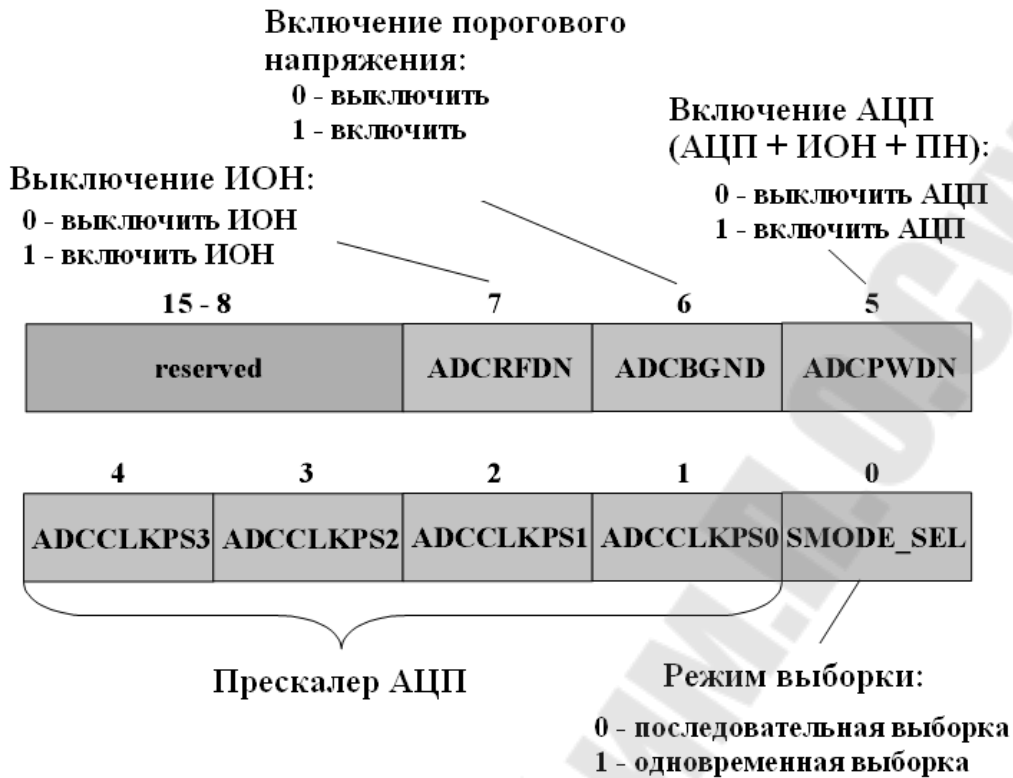 Включение порогового
напряжения:
0 - выключить
1 - включить
Включение АЦП
(АЦП + ИОН + ПН):
0 - выключить АЦП
1 - включить АЦП
Выключение ИОН:
0 - выключить ИОН
1 - включить ИОН
15 - 8 7 6 5
reserved ADCRFDN ADCBGND ADCPWDN
4 3 2 1 0
ADCCLKPS3 ADCCLKPS2 ADCCLKPS1 ADCCLKPS0 SMODE_SEL
Прескалер АЦП
Режим выборки:
0 - последовательная выборка
1 - одновременная выборка